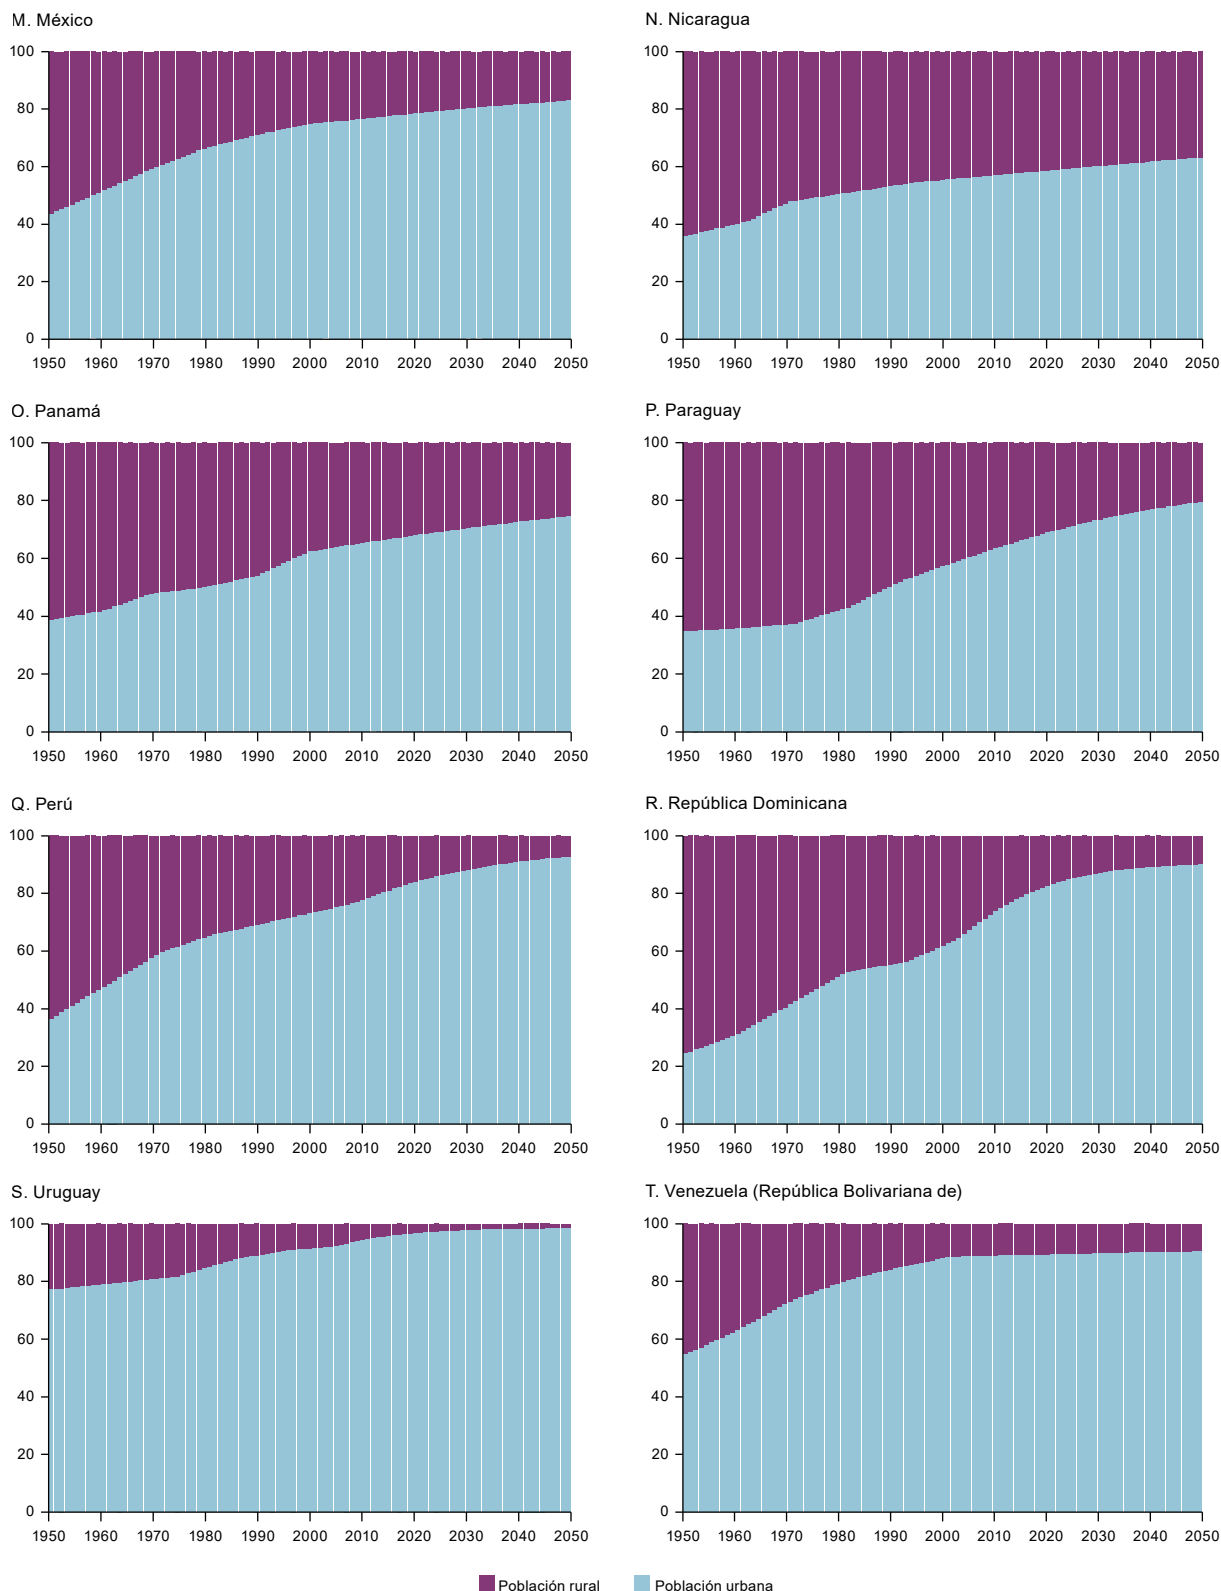 M. México
N. Nicaragua
100
80
60
40
20
0
1950 1960 1970 1980 1990 2000 2010 2020 2030 2040 2050
100
80
60
40
20
0
1950 1960 1970 1980 1990 2000 2010 2020 2030 2040 2050
O. Panamá
P. Paraguay
100
80
60
40
20
0
1950 1960 1970 1980 1990 2000 2010 2020 2030 2040 2050
100
80
60
40
20
0
1950 1960 1970 1980 1990 2000 2010 2020 2030 2040 2050
Q. Perú
R. República Dominicana
100
80
60
40
20
0
1950 1960 1970 1980 1990 2000 2010 2020 2030 2040 2050
100
80
60
40
20
0
1950 1960 1970 1980 1990 2000 2010 2020 2030 2040 2050
S. Uruguay
T. Venezuela (República Bolivariana de)
100
80
60
40
20
0
1950 1960 1970 1980 1990 2000 2010 2020 2030 2040 2050
100
80
60
40
20
0
1950 1960 1970 1980 1990 2000 2010 2020 2030 2040 2050
Población rural
Población urbana